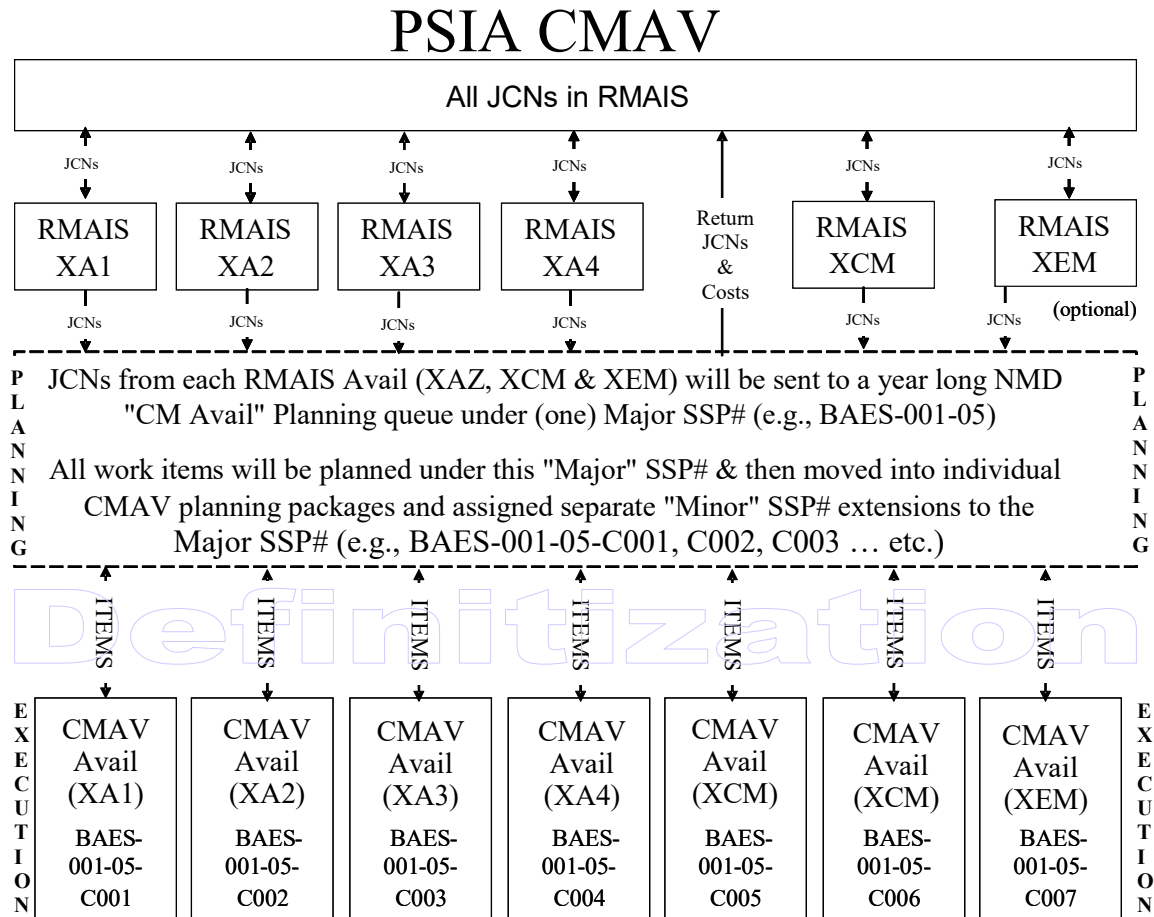 PSIA CMAV
All JCNs in RMAIS
JCNs
JCNs
JCNs
JCNs
JCNs
JCNs
RMAIS
XA1
RMAIS
XA2
RMAIS
XA3
RMAIS
XA4
Return
JCNs
&
Costs
RMAIS
XCM
RMAIS
XEM
(optional)
JCNs
JCNs
JCNs
JCNs
JCNs
JCNs
PLANNING
JCNs from each RMAIS Avail (XAZ, XCM & XEM) will be sent to a year long NMD
"CM Avail" Planning queue under (one) Major SSP# (e.g., BAES-001-05)
All work items will be planned under this "Major" SSP# & then moved into individual
CMAV planning packages and assigned separate "Minor" SSP# extensions to the
Major SSP# (e.g., BAES-001-05-C001, C002, C003 … etc.)
PLANNING
Definitization
ITEMS
ITEMS
ITEMS
ITEMS
ITEMS
ITEMS
ITEMS
EXECUTION
CMAV
Avail
(XA1)
BAES-
001-05-
C001
CMAV
Avail
(XA2)
BAES-
001-05-
C002
CMAV
Avail
(XA3)
BAES-
001-05-
C003
CMAV
Avail
(XA4)
BAES-
001-05-
C004
CMAV
Avail
(XCM)
BAES-
001-05-
C005
CMAV
Avail
(XCM)
BAES-
001-05-
C006
CMAV
Avail
(XEM)
BAES-
001-05-
C007
EXECUTION